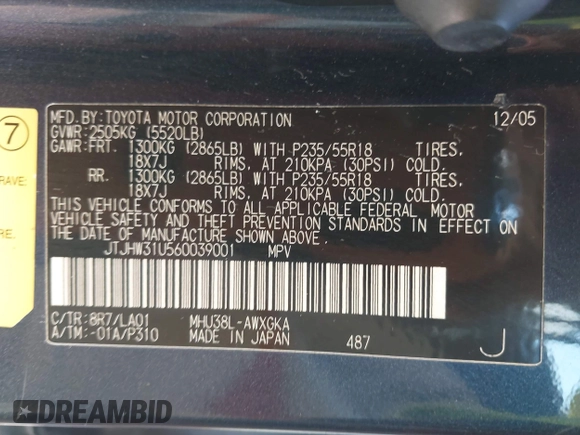 MFD.BY:TOYOTA MOTOR CORPORATION 12/05
GVWR:2505KG (5520LB)
GAWR:FRT. 1300KG (2865LB) WITH P235/55R18 TIRES,
18X7J RIMS, AT 210KPA (30PSI) COLD.
RR. 1300KG (2865LB) WITH P235/55R18 TIRES,
18X7J RIMS, AT 210KPA (30PSI) COLD.
THIS VEHICLE CONFORMS TO ALL APPLICABLE FEDERAL MOTOR
VEHICLE SAFETY AND THEFT PREVENTION STANDARDS IN EFFECT ON
THE DATE OF MANUFACTURE SHOWN ABOVE.
JTJHW31U560039001 MPV
C/TR:8R7/LA01 MHU38L-AWXGKA
A/TM:-01A/P310 MADE IN JAPAN 487 J
7
RAVE:
RE.
DREAMBID